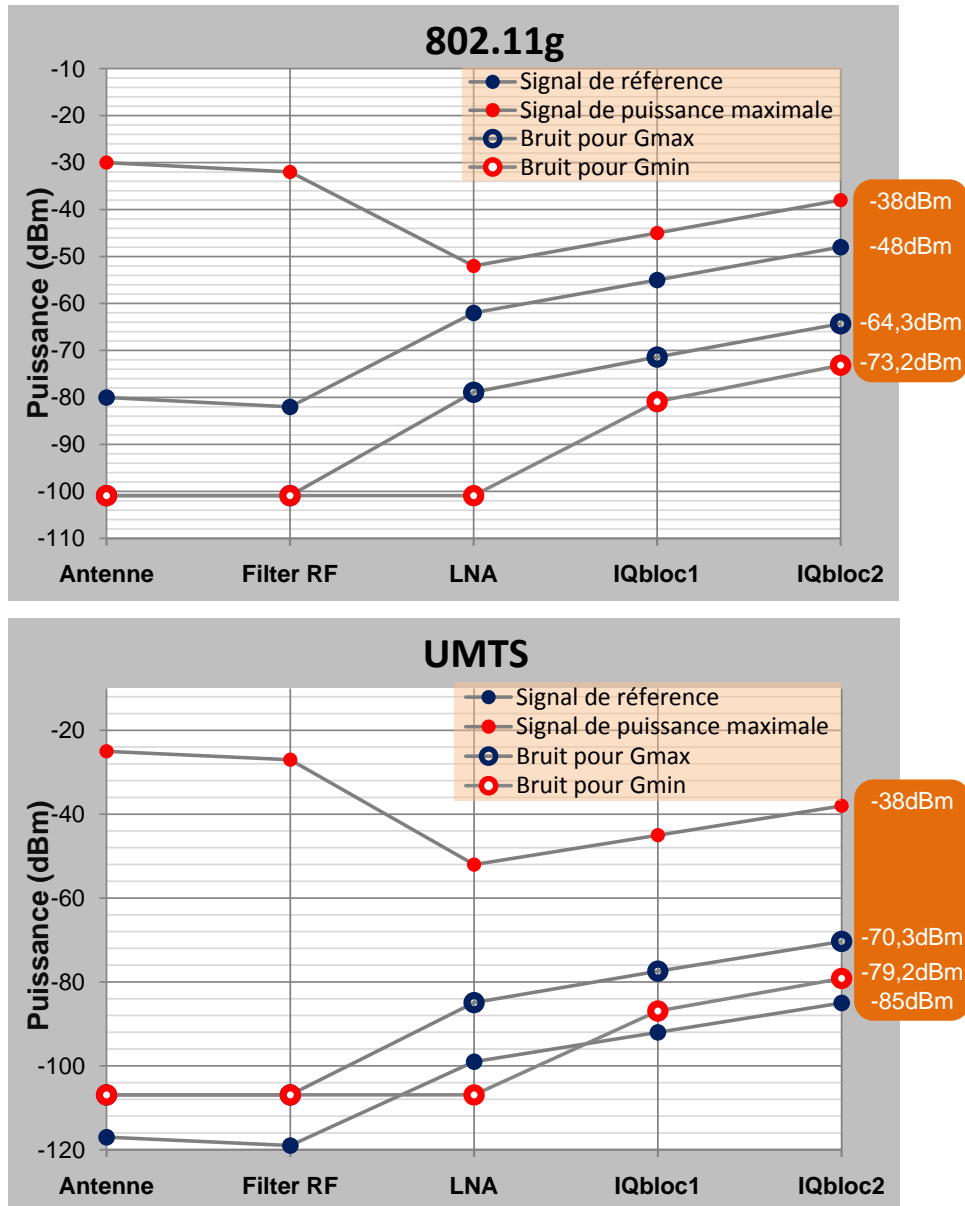 802.11g
Puissance (dBm)
-10
-20
-30
-40
-50
-60
-70
-80
-90
-100
-110
Signal de réference
Signal de puissance maximale
Bruit pour Gmax
Bruit pour Gmin
-38dBm
-48dBm
-64,3dBm
-73,2dBm
Antenne Filter RF LNA IQbloc1 IQbloc2
UMTS
Puissance (dBm)
-20
-40
-60
-80
-100
-120
Signal de réference
Signal de puissance maximale
Bruit pour Gmax
Bruit pour Gmin
-38dBm
-70,3dBm
-79,2dBm
-85dBm
Antenne Filter RF LNA IQbloc1 IQbloc2